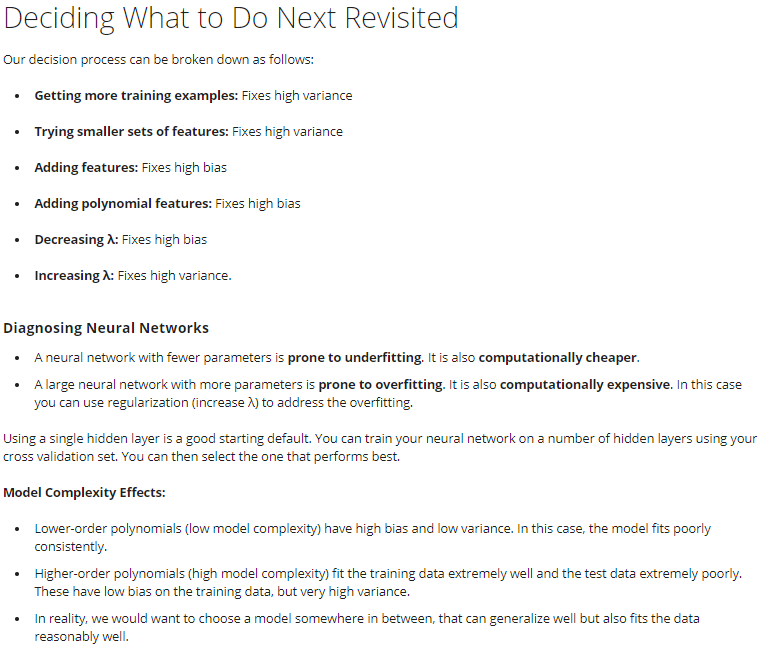 Deciding What to Do Next Revisited
Our decision process can be broken down as follows:
• Getting more training examples: Fixes high variance
• Trying smaller sets of features: Fixes high variance
• Adding features: Fixes high bias
• Adding polynomial features: Fixes high bias
• Decreasing λ: Fixes high bias
• Increasing λ: Fixes high variance.
Diagnosing Neural Networks
• A neural network with fewer parameters is prone to underfitting. It is also computationally cheaper.
• A large neural network with more parameters is prone to overfitting. It is also computationally expensive. In this case
you can use regularization (increase λ) to address the overfitting.
Using a single hidden layer is a good starting default. You can train your neural network on a number of hidden layers using your
cross validation set. You can then select the one that performs best.
Model Complexity Effects:
• Lower-order polynomials (low model complexity) have high bias and low variance. In this case, the model fits poorly
consistently.
• Higher-order polynomials (high model complexity) fit the training data extremely well and the test data extremely poorly.
These have low bias on the training data, but very high variance.
• In reality, we would want to choose a model somewhere in between, that can generalize well but also fits the data
reasonably well.